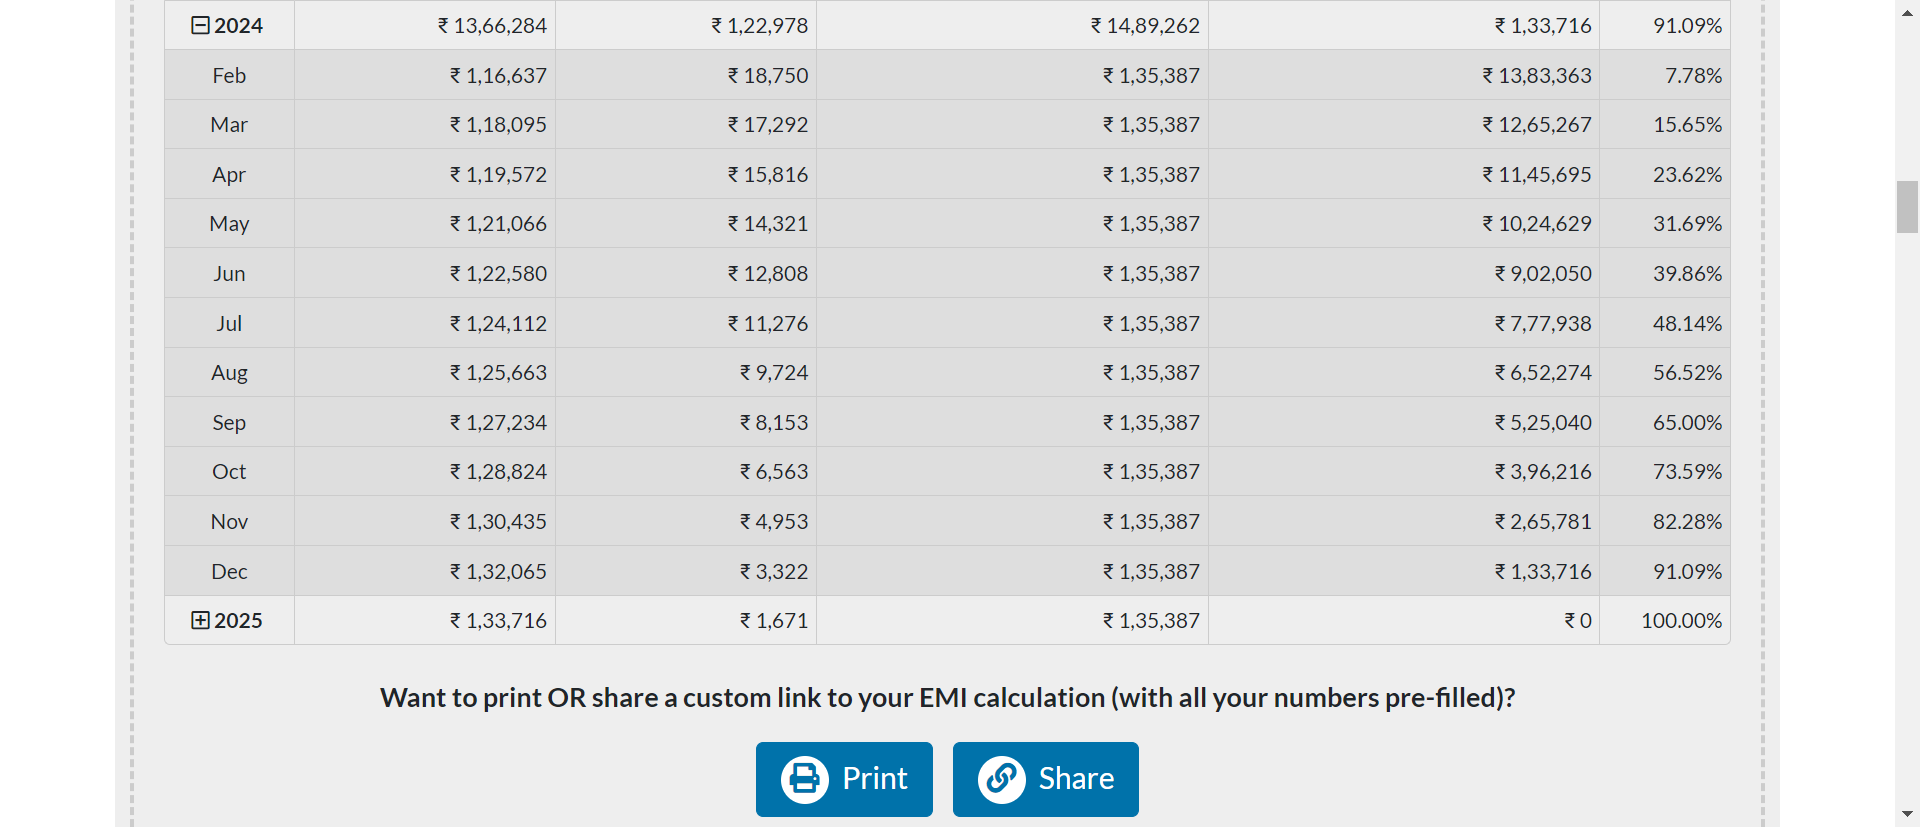 2024 ₹ 13,66,284 ₹ 1,22,978 ₹ 14,89,262 ₹ 1,33,716 91.09%
Feb ₹ 1,16,637 ₹ 18,750 ₹ 1,35,387 ₹ 13,83,363 7.78%
Mar ₹ 1,18,095 ₹ 17,292 ₹ 1,35,387 ₹ 12,65,267 15.65%
Apr ₹ 1,19,572 ₹ 15,816 ₹ 1,35,387 ₹ 11,45,695 23.62%
May ₹ 1,21,066 ₹ 14,321 ₹ 1,35,387 ₹ 10,24,629 31.69%
Jun ₹ 1,22,580 ₹ 12,808 ₹ 1,35,387 ₹ 9,02,050 39.86%
Jul ₹ 1,24,112 ₹ 11,276 ₹ 1,35,387 ₹ 7,77,938 48.14%
Aug ₹ 1,25,663 ₹ 9,724 ₹ 1,35,387 ₹ 6,52,274 56.52%
Sep ₹ 1,27,234 ₹ 8,153 ₹ 1,35,387 ₹ 5,25,040 65.00%
Oct ₹ 1,28,824 ₹ 6,563 ₹ 1,35,387 ₹ 3,96,216 73.59%
Nov ₹ 1,30,435 ₹ 4,953 ₹ 1,35,387 ₹ 2,65,781 82.28%
Dec ₹ 1,32,065 ₹ 3,322 ₹ 1,35,387 ₹ 1,33,716 91.09%
2025 ₹ 1,33,716 ₹ 1,671 ₹ 1,35,387 ₹ 0 100.00%
Want to print OR share a custom link to your EMI calculation (with all your numbers pre-filled)?
Print Share